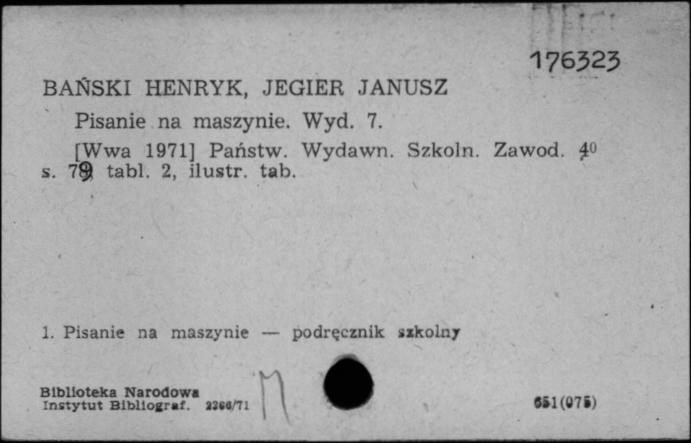 176323
BAŃSKI HENRYK, JEGIER JANUSZ
Pisanie na maszynie. Wyd. 7.
[Wwa 1971] Państw. Wydawn. Szkoln. Zawod. 4⁰
s. 79, tabl. 2, ilustr. tab.
1. Pisanie na maszynie — podręcznik szkolny
Biblioteka Narodowa
Instytut Bibliograf. 2266/71
M
651(075)